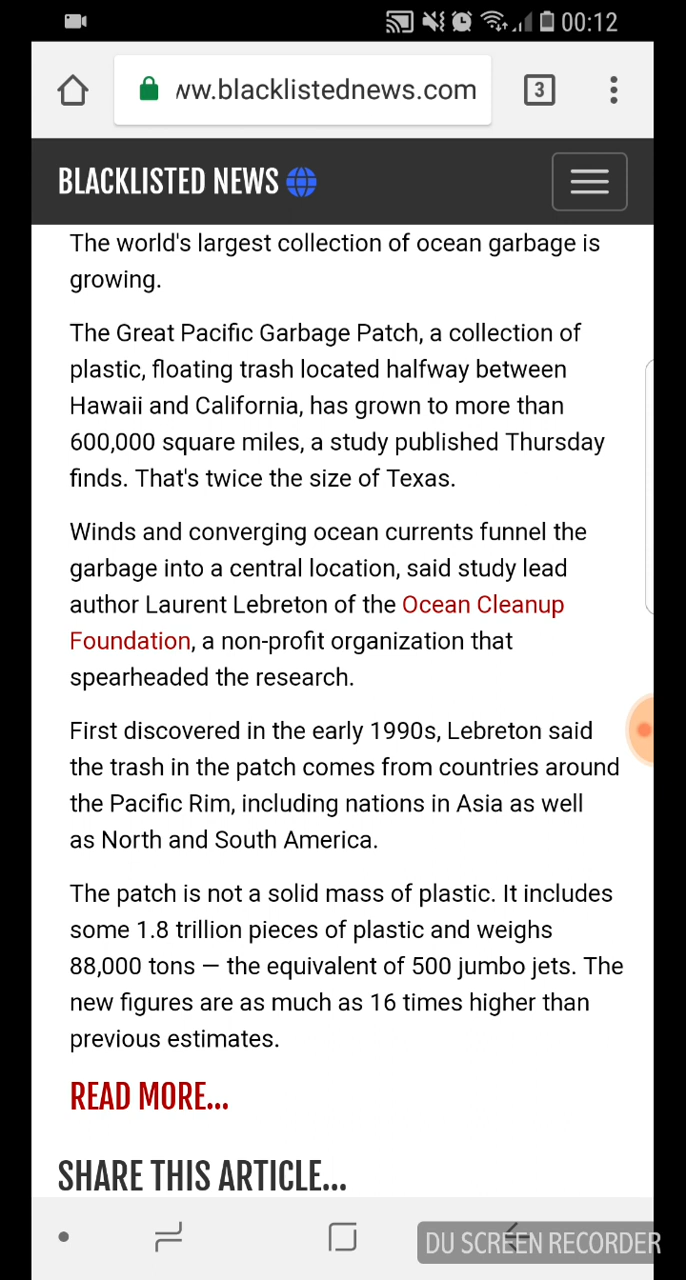 00:12
ww.blacklistednews.com
3
BLACKLISTED NEWS
The world's largest collection of ocean garbage is
growing.
The Great Pacific Garbage Patch, a collection of
plastic, floating trash located halfway between
Hawaii and California, has grown to more than
600,000 square miles, a study published Thursday
finds. That's twice the size of Texas.
Winds and converging ocean currents funnel the
garbage into a central location, said study lead
author Laurent Lebreton of the Ocean Cleanup
Foundation, a non-profit organization that
spearheaded the research.
First discovered in the early 1990s, Lebreton said
the trash in the patch comes from countries around
the Pacific Rim, including nations in Asia as well
as North and South America.
The patch is not a solid mass of plastic. It includes
some 1.8 trillion pieces of plastic and weighs
88,000 tons — the equivalent of 500 jumbo jets. The
new figures are as much as 16 times higher than
previous estimates.
READ MORE...
SHARE THIS ARTICLE...
DU SCREEN RECORDER